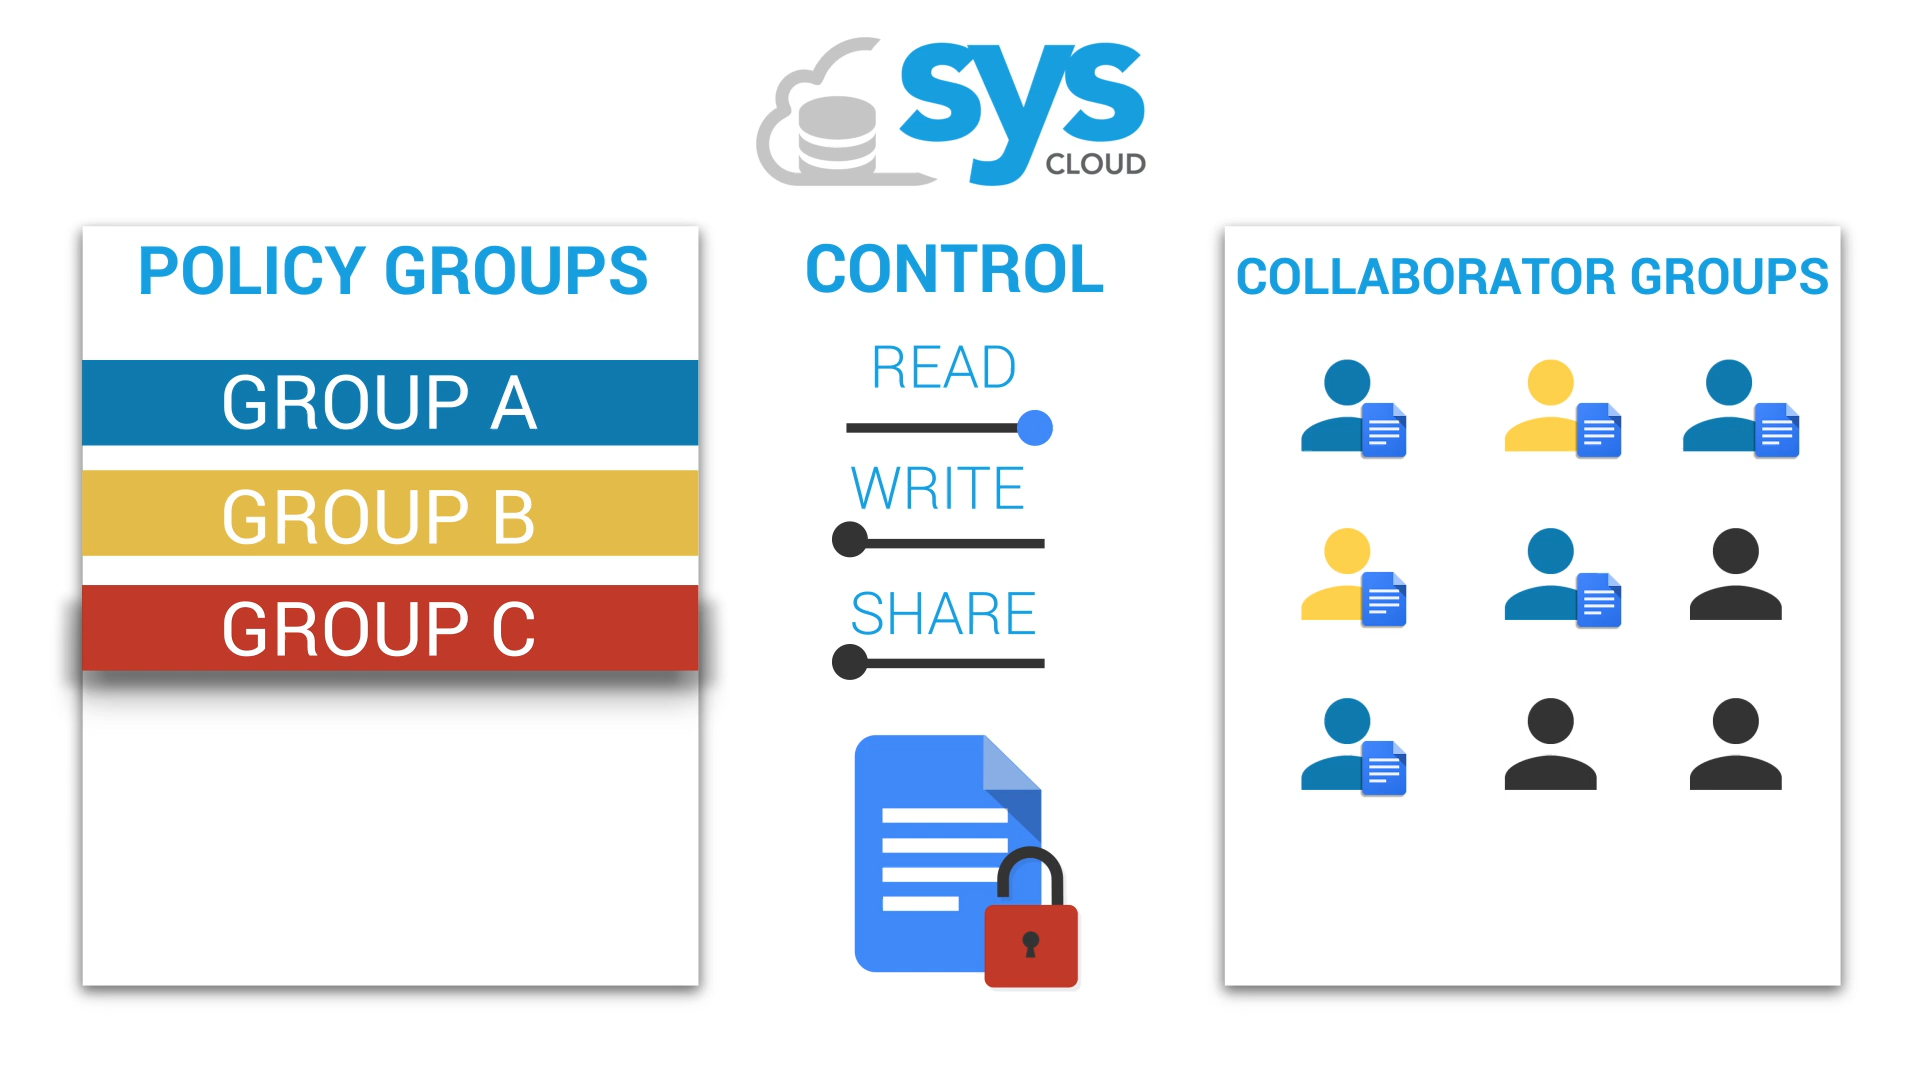 sys
CLOUD
POLICY GROUPS
GROUP A
GROUP B
GROUP C
CONTROL
READ
WRITE
SHARE
COLLABORATOR GROUPS